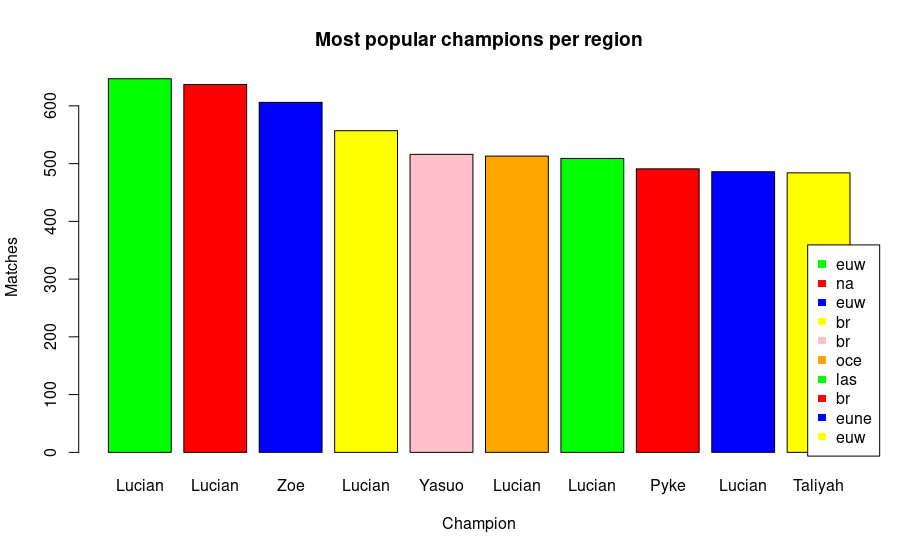 Most popular champions per region
Matches
600
500
400
300
200
100
0
euw
na
euw
br
br
oce
las
br
eune
euw
Lucian Lucian Zoe Lucian Yasuo Lucian Lucian Pyke Lucian Taliyah
Champion